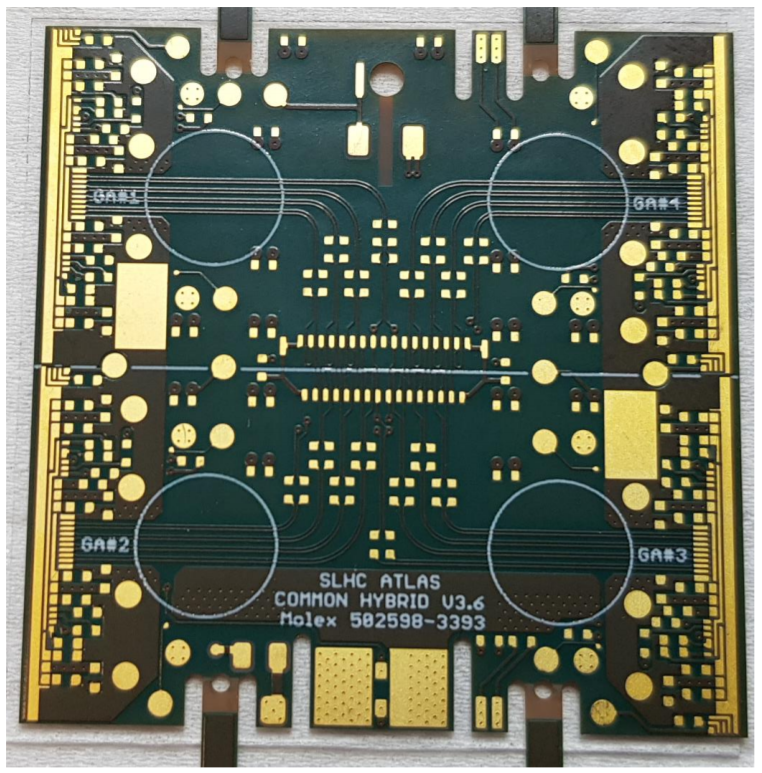 GA#1
GA#4
GA#2
GA#3
SLHC ATLAS
COMMON HYBRID V3.6
Molex 502598-3393